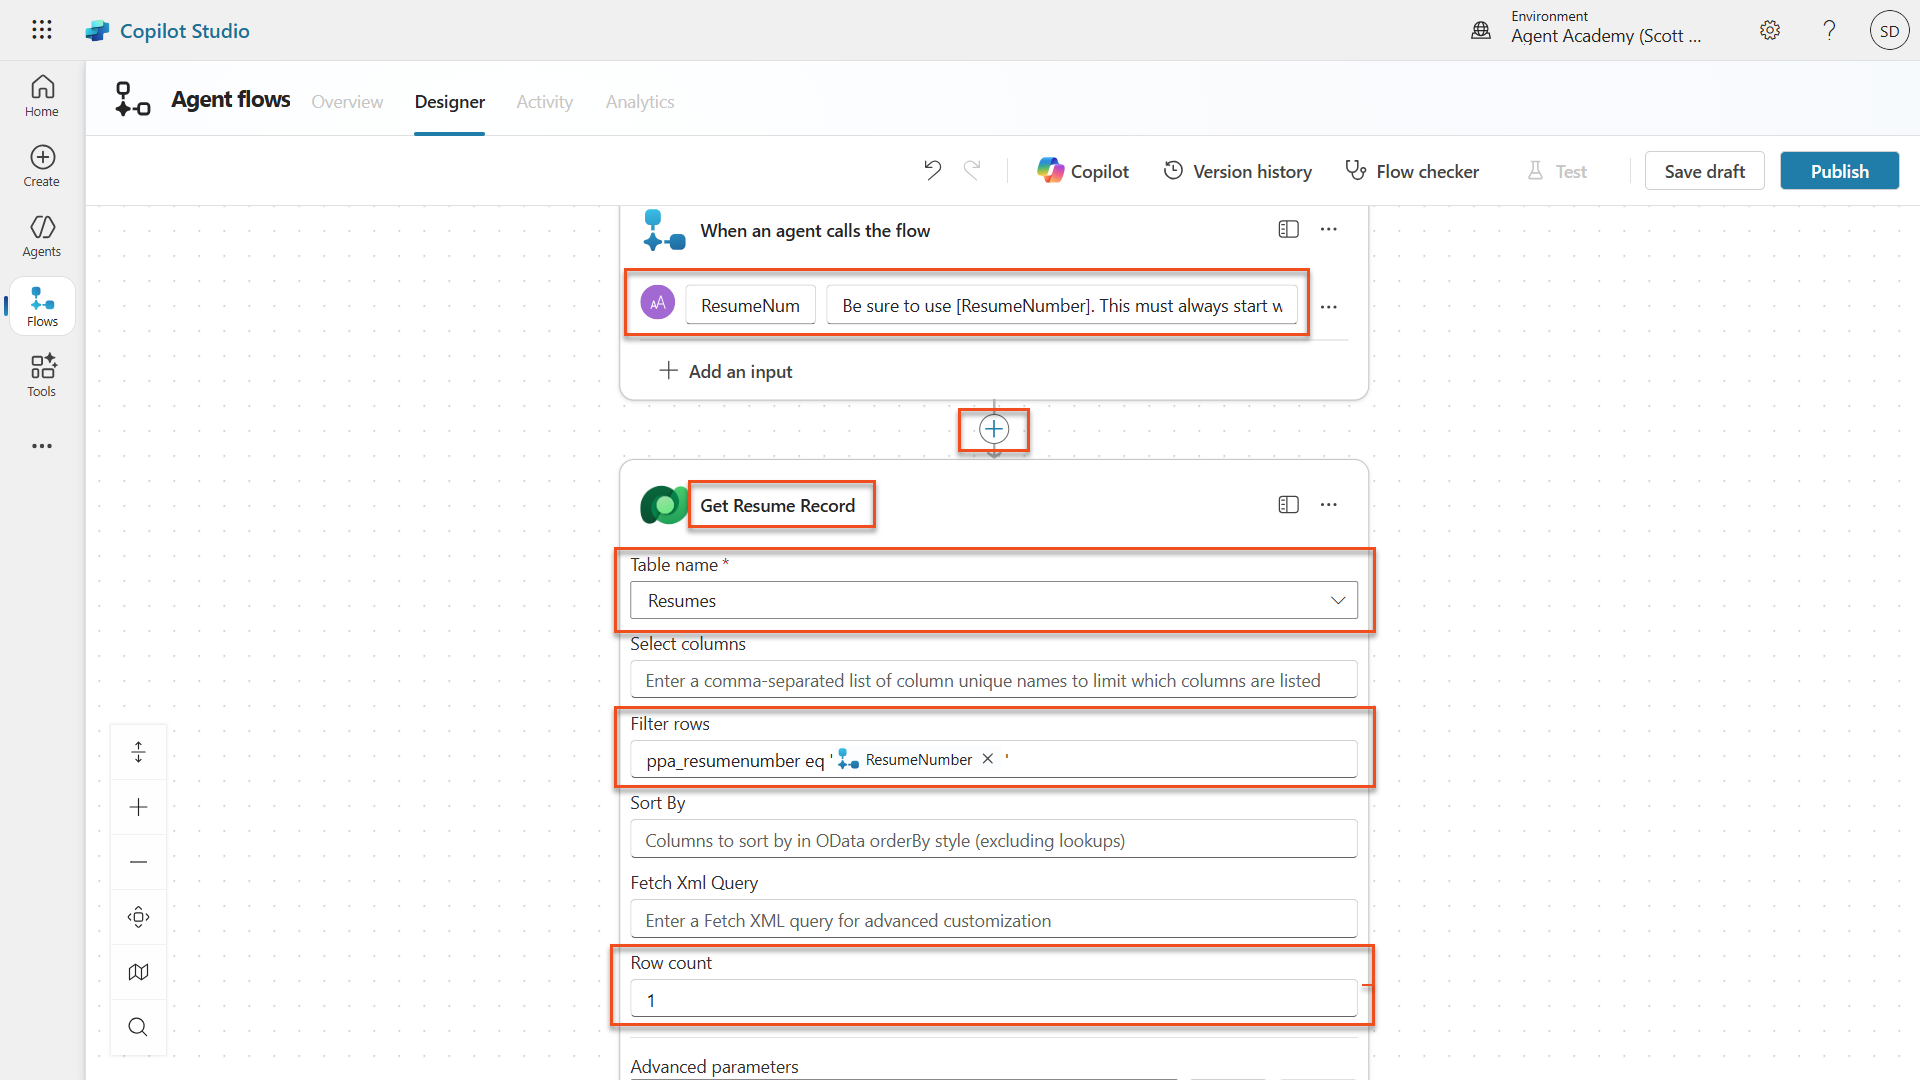 Copilot Studio
Environment
Agent Academy (Scott ...
SD
Home
Create
Agents
Flows
Tools
Agent flows
Overview
Designer
Activity
Analytics
Copilot
Version history
Flow checker
Test
Save draft
Publish
When an agent calls the flow
AA
ResumeNum
Be sure to use [ResumeNumber]. This must always start w
Add an input
Get Resume Record
Table name *
Resumes
Select columns
Enter a comma-separated list of column unique names to limit which columns are listed
Filter rows
ppa_resumenumber eq ' ResumeNumber × '
Sort By
Columns to sort by in OData orderBy style (excluding lookups)
Fetch Xml Query
Enter a Fetch XML query for advanced customization
Row count
1
Advanced parameters